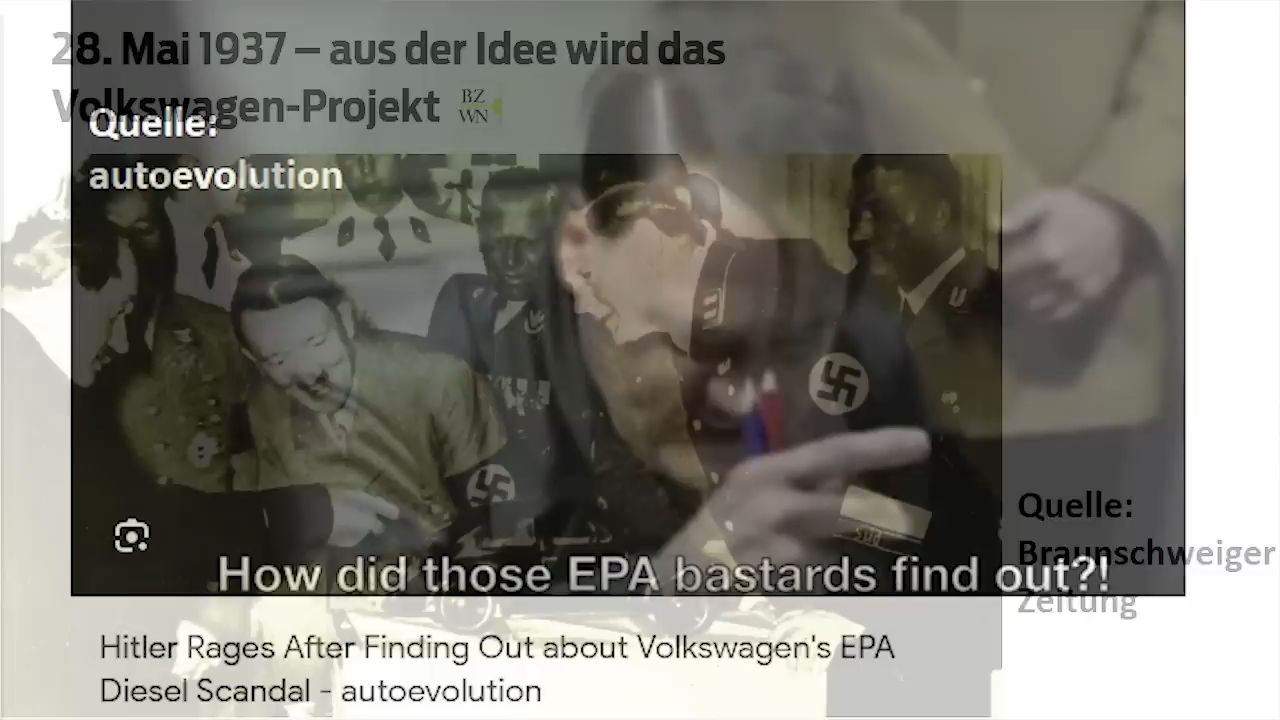 28. Mai 1937 – aus der Idee wird das
Volkswagen-Projekt
BZ
WN
Quelle:
autoevolution
Quelle:
Braunschweiger
Zeitung
How did those EPA bastards find out?!
Hitler Rages After Finding Out about Volkswagen's EPA
Diesel Scandal - autoevolution